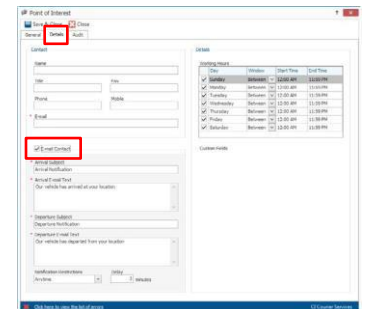 Point of Interest
Save & Close Close
General Details Audit
Contact
Name
Title Fax
Phone Mobile
* E-mail
E-mail Contact
* Arrival Subject
Arrival Notification
* Arrival E-mail Text
Our vehicle has arrived at your location
* Departure Subject
Departure Notification
* Departure E-mail Text
Our vehicle has departed from your location
Notification Restrictions Delay
Anytime Minutes
Details
Working Hours
Day Window Start Time End Time
Sunday Between 12:00 AM 11:59 PM
Monday Between 12:00 AM 11:59 PM
Tuesday Between 12:00 AM 11:59 PM
Wednesday Between 12:00 AM 11:59 PM
Thursday Between 12:00 AM 11:59 PM
Friday Between 12:00 AM 11:59 PM
Saturday Between 12:00 AM 11:59 PM
Custom Fields
Click here to view the list of errors
Courier Services